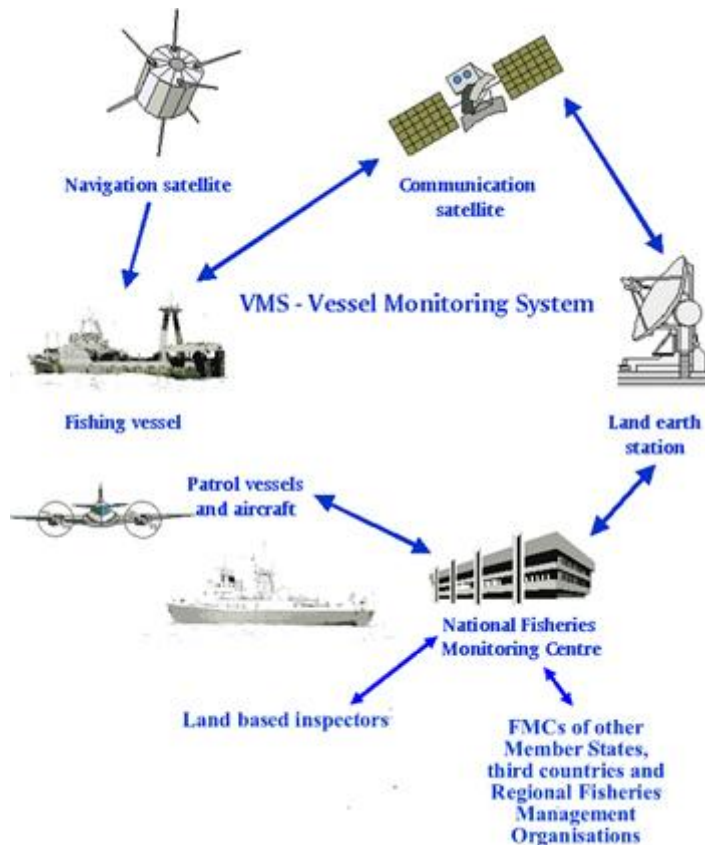 Navigation satellite
Communication
satellite
VMS - Vessel Monitoring System
Fishing vessel
Land earth
station
Patrol vessels
and aircraft
National Fisheries
Monitoring Centre
Land based inspectors
FMCs of other
Member States,
third countries and
Regional Fisheries
Management
Organisations